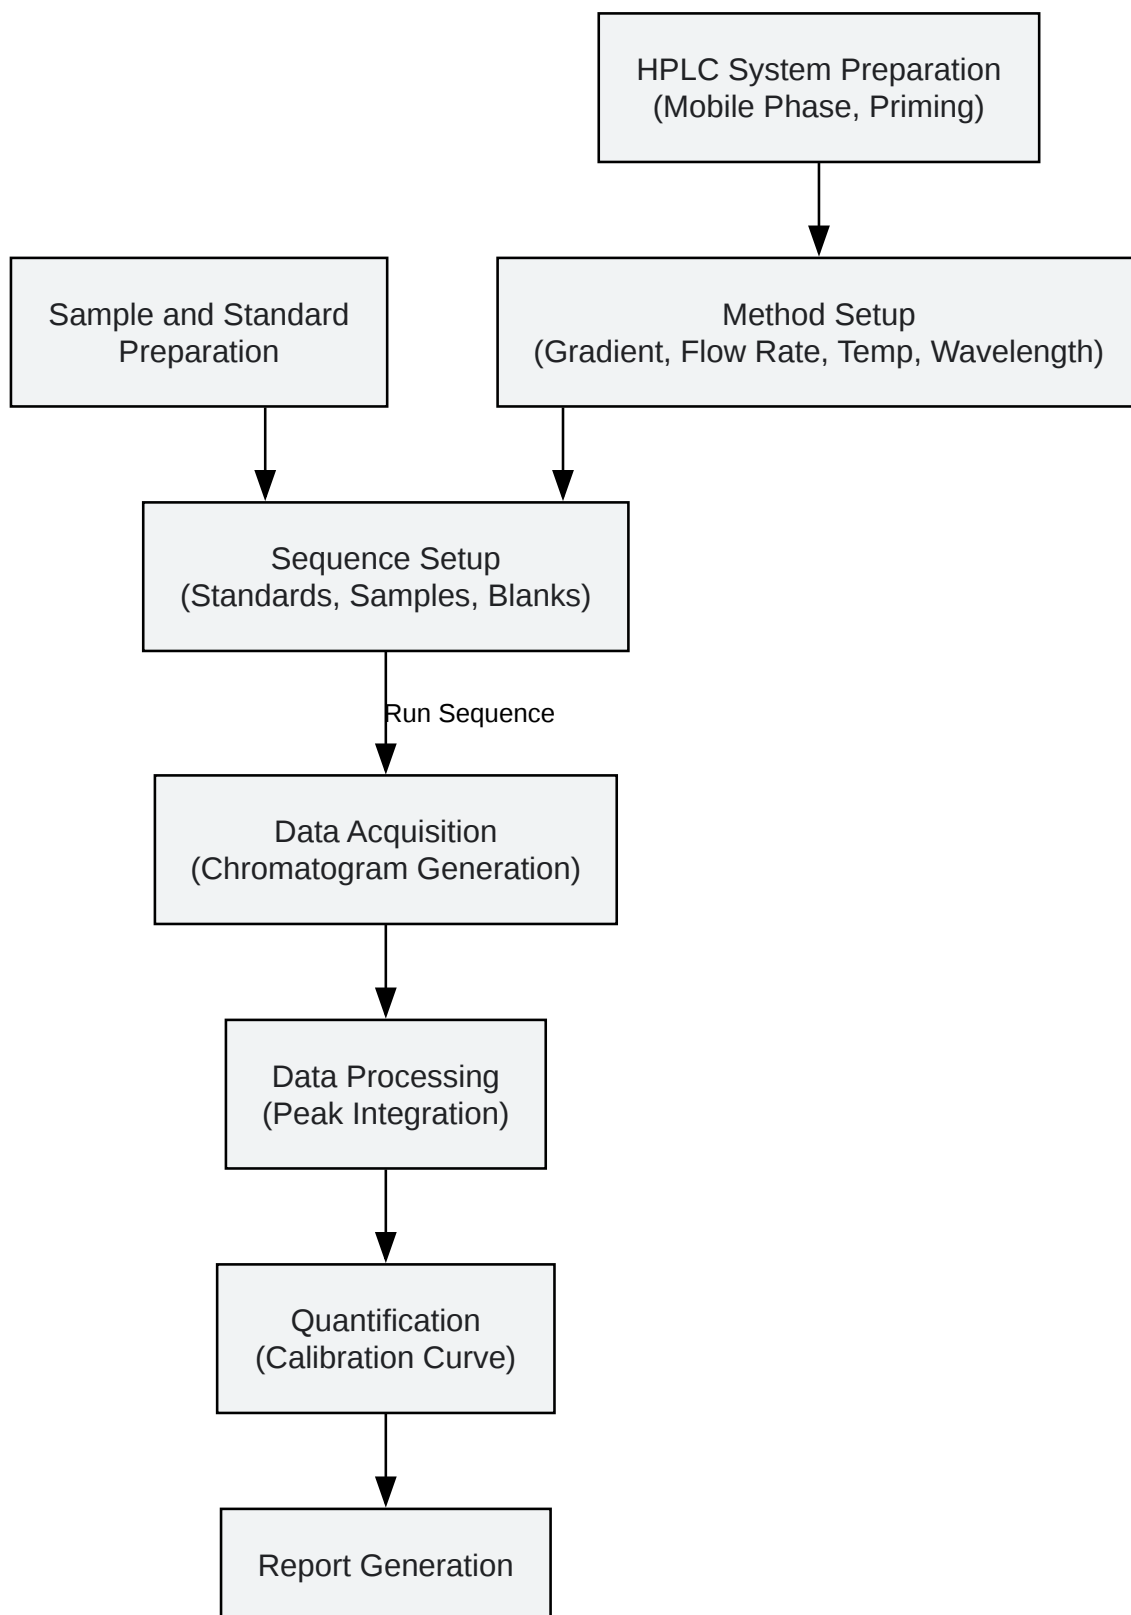 HPLC System Preparation
(Mobile Phase, Priming)
Sample and Standard
Preparation
Method Setup
(Gradient, Flow Rate, Temp, Wavelength)
Sequence Setup
(Standards, Samples, Blanks)
Run Sequence
Data Acquisition
(Chromatogram Generation)
Data Processing
(Peak Integration)
Quantification
(Calibration Curve)
Report Generation